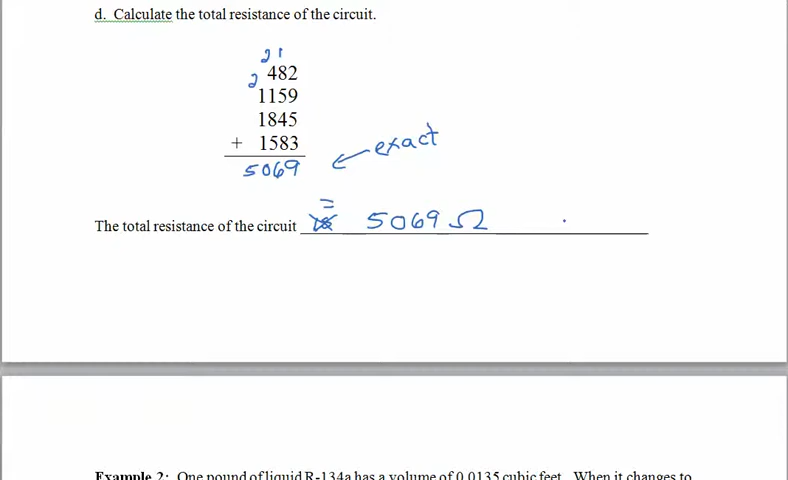 d. Calculate the total resistance of the circuit.
2 1
2 482
1159
1845
+ 1583
5069
exact
=
The total resistance of the circuit 5069 Ω
Example 2: One pound of liquid R-134a has a volume of 0.0135 cubic feet. When it changes to